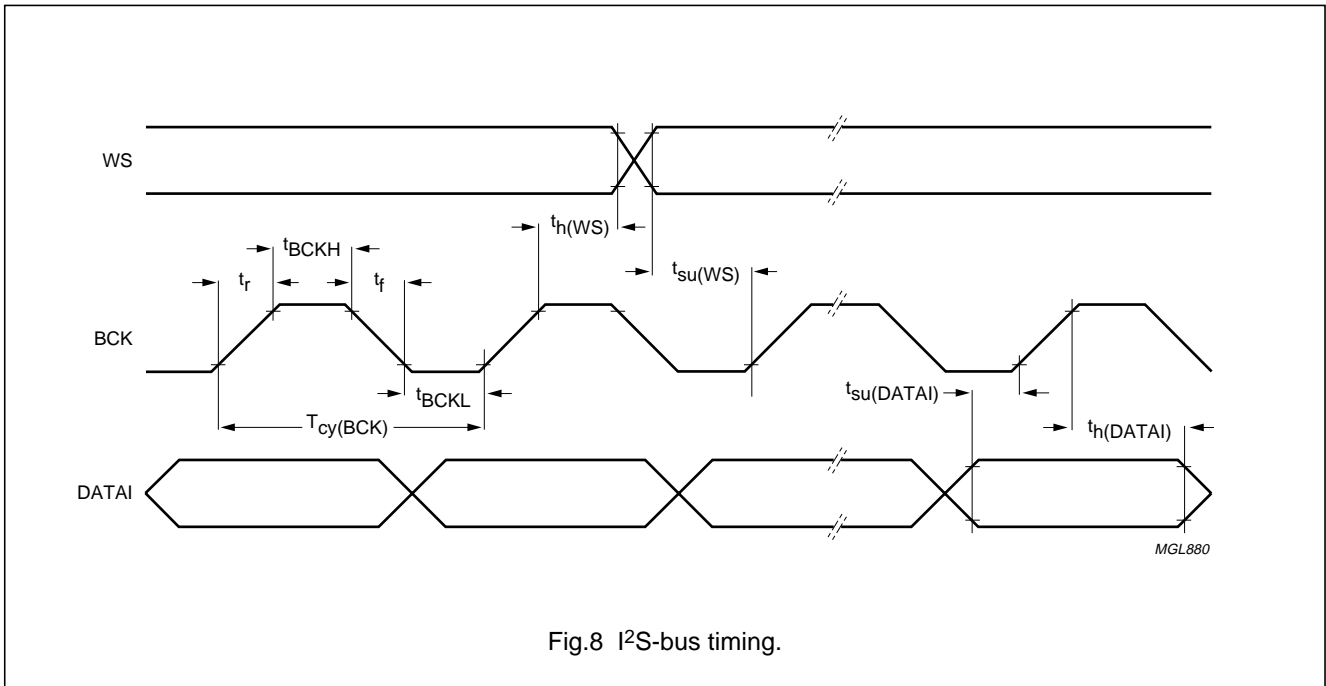 WS
th(WS)
tBCKH
tsu(WS)
tr
tf
BCK
tBCKL
tsu(DATAI)
Tcy(BCK)
th(DATAI)
DATAI
MGL880
Fig.8 I²S-bus timing.